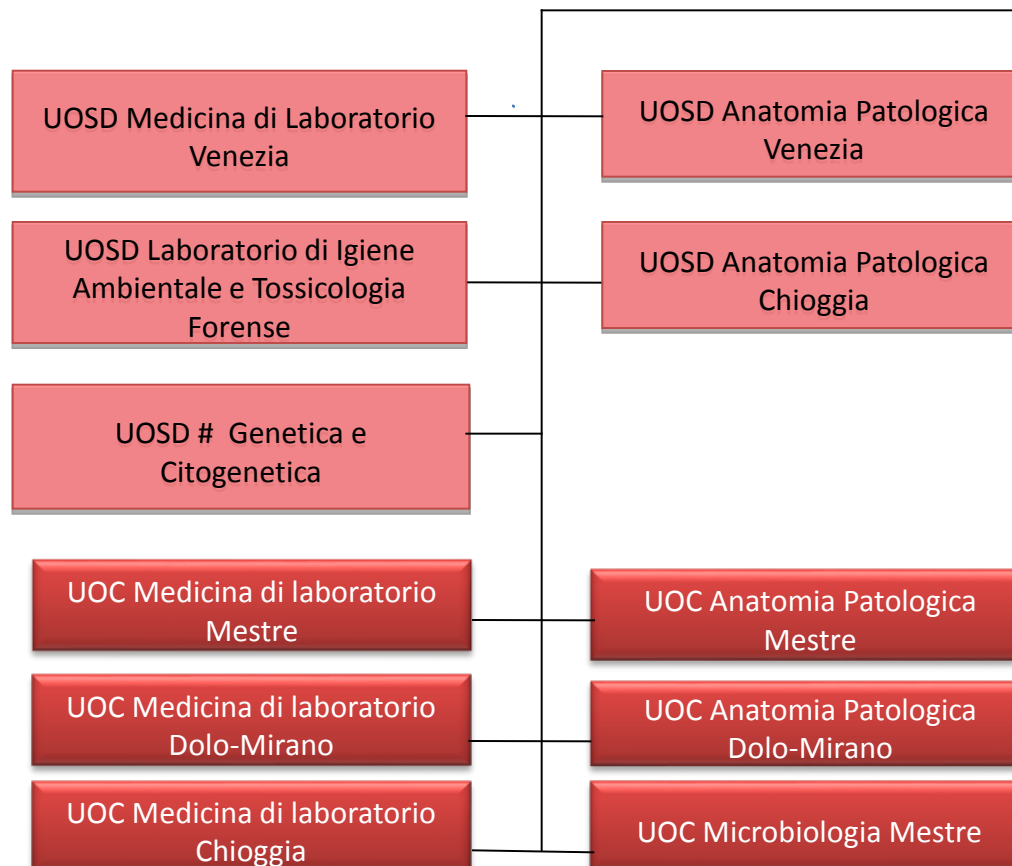 UOSD Medicina di Laboratorio
Venezia
UOSD Anatomia Patologica
Venezia
UOSD Laboratorio di Igiene
Ambientale e Tossicologia
Forense
UOSD Anatomia Patologica
Chioggia
UOSD # Genetica e
Citogenetica
UOC Medicina di laboratorio
Mestre
UOC Anatomia Patologica
Mestre
UOC Medicina di laboratorio
Dolo-Mirano
UOC Anatomia Patologica
Dolo-Mirano
UOC Medicina di laboratorio
Chioggia
UOC Microbiologia Mestre